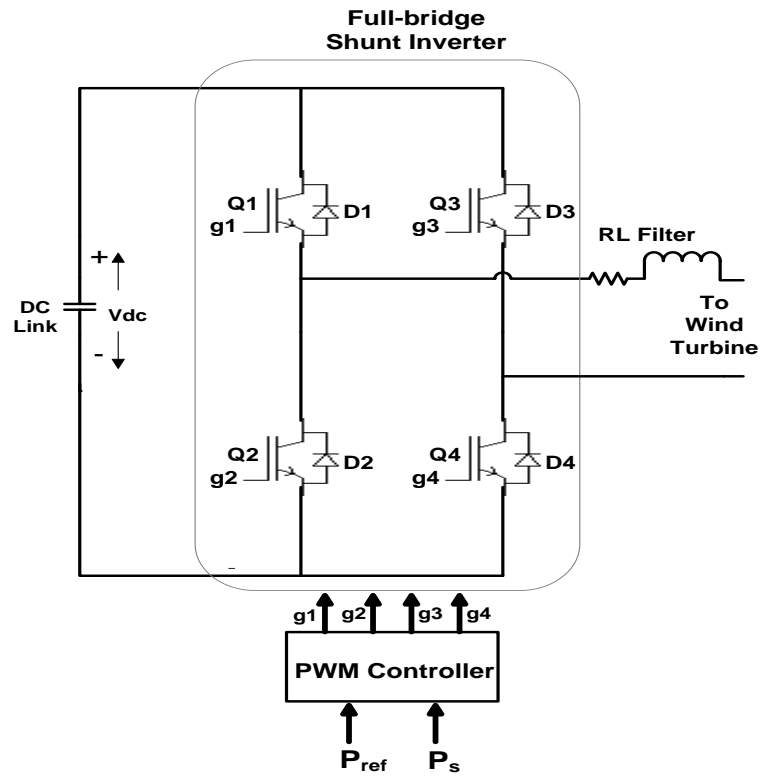 Full-bridge
Shunt Inverter
Q1
g1
D1
Q3
g3
D3
RL Filter
+
DC
Link
Vdc
-
To
Wind
Turbine
Q2
g2
D2
Q4
g4
D4
-
g1
g2
g3
g4
PWM Controller
Pref
Ps